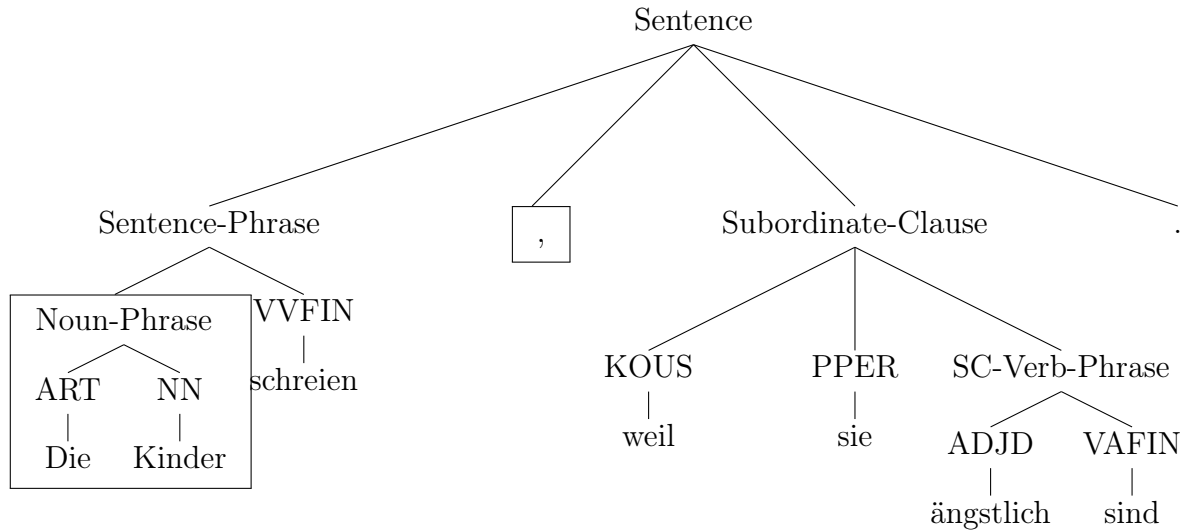 Sentence
Sentence-Phrase , Subordinate-Clause .
Noun-Phrase VVFIN
KOUS PPER SC-Verb-Phrase
ART NN schreien
weil sie ADJD VAFIN
Die Kinder
ängstlich sind